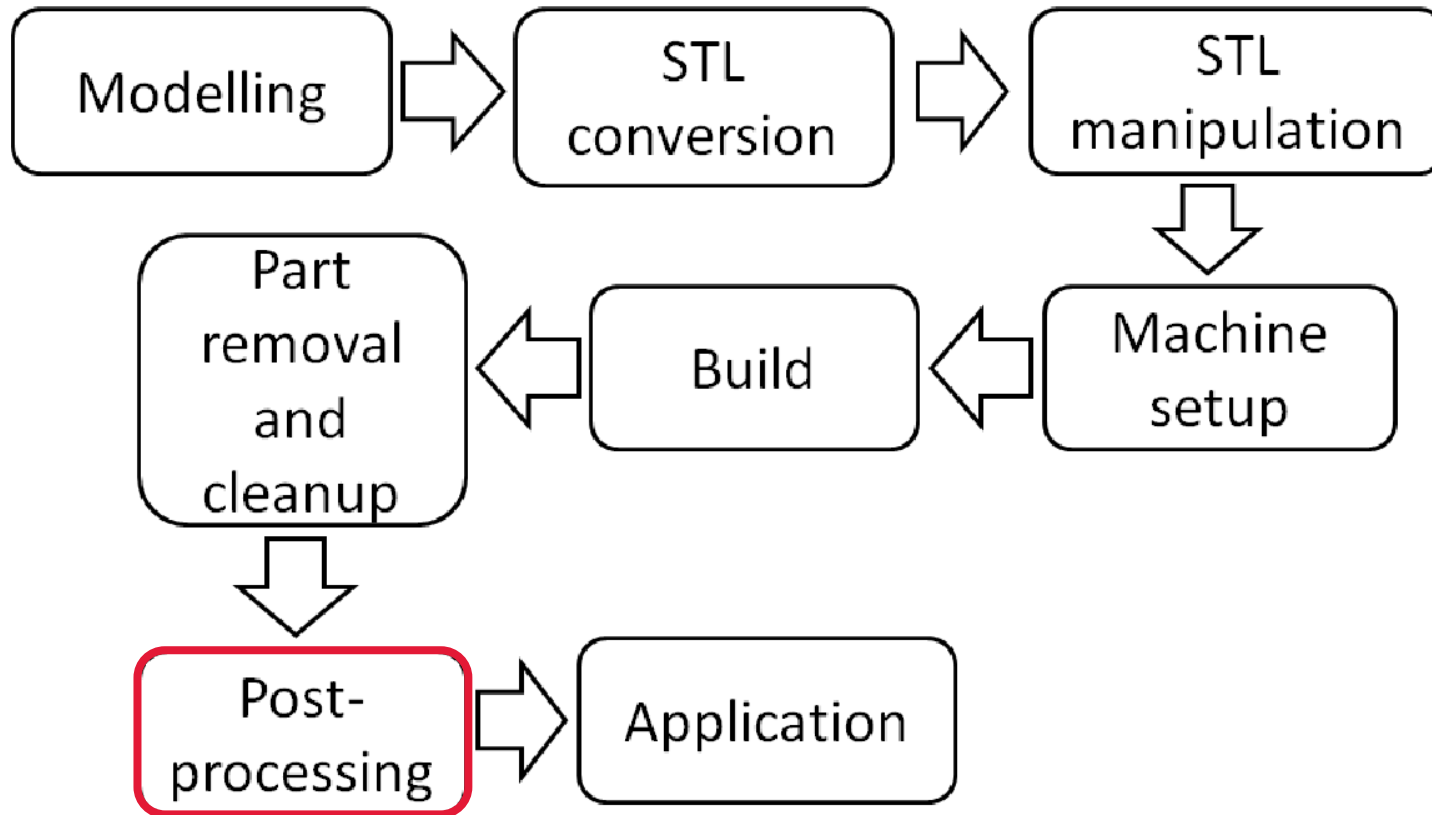 Modelling
STL
conversion
STL
manipulation
Machine
setup
Build
Part
removal
and
cleanup
Post-
processing
Application